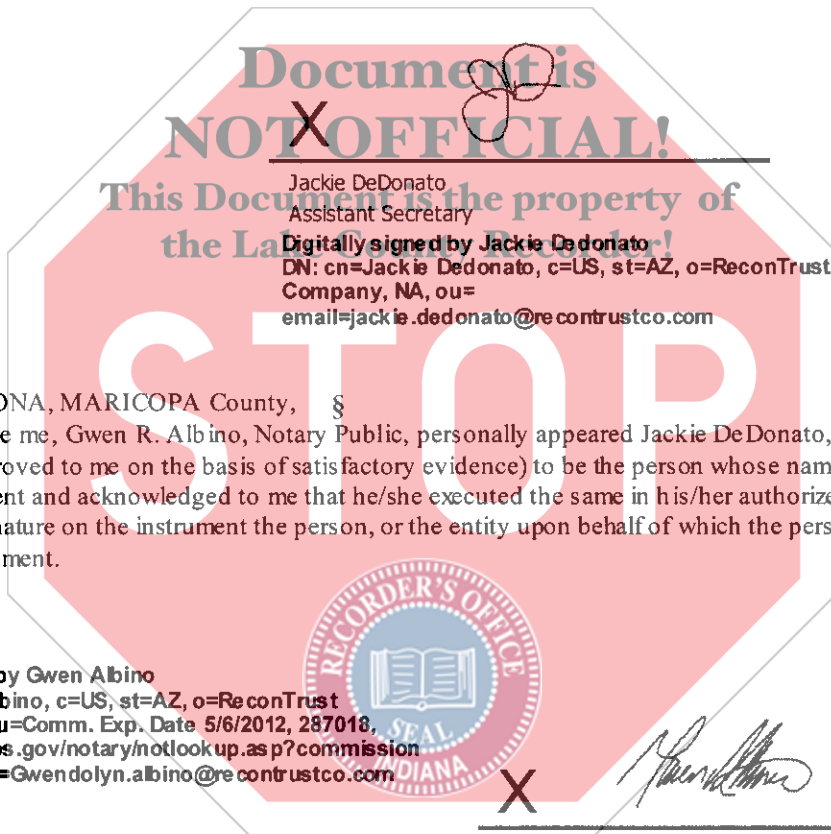 Document is
NOT OFFICIAL!
This Document is the property of
the Lake County Recorder!
STOP
X
Jackie DeDonato
Assistant Secretary
Digitally signed by Jackie Dedonato
DN: cn=Jackie Dedonato, c=US, st=AZ, o=ReconTrust
Company, NA, ou=
email=jackie.dedonato@recontrustco.com
ONA, MARICOPA County, §
e me, Gwen R. Albino, Notary Public, personally appeared Jackie DeDonato,
roved to me on the basis of satisfactory evidence) to be the person whose nam
ent and acknowledged to me that he/she executed the same in his/her authorize
nature on the instrument the person, or the entity upon behalf of which the pers
ment.
RECORDER'S OFFICE
SEAL
INDIANA
by Gwen Albino
bino, c=US, st=AZ, o=ReconTrust
u=Comm. Exp. Date 5/6/2012, 287018,
s.gov/notary/notlookup.asp?commission
=Gwendolyn.albino@recontrustco.com
X